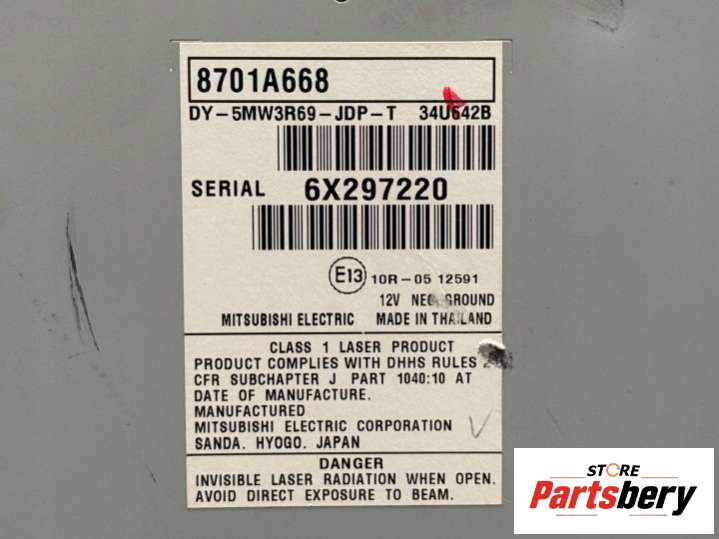 8701A668
DY-5MW3R69-JDP-T 34U642B
SERIAL 6X297220
E13 10R-05 12591
12V NEG GROUND
MITSUBISHI ELECTRIC MADE IN THAILAND
CLASS 1 LASER PRODUCT
PRODUCT COMPLIES WITH DHHS RULES
CFR SUBCHAPTER J PART 1040:10 AT
DATE OF MANUFACTURE.
MANUFACTURED
MITSUBISHI ELECTRIC CORPORATION
SANDA. HYOGO. JAPAN
DANGER
INVISIBLE LASER RADIATION WHEN OPEN.
AVOID DIRECT EXPOSURE TO BEAM.
STORE
Partsbery